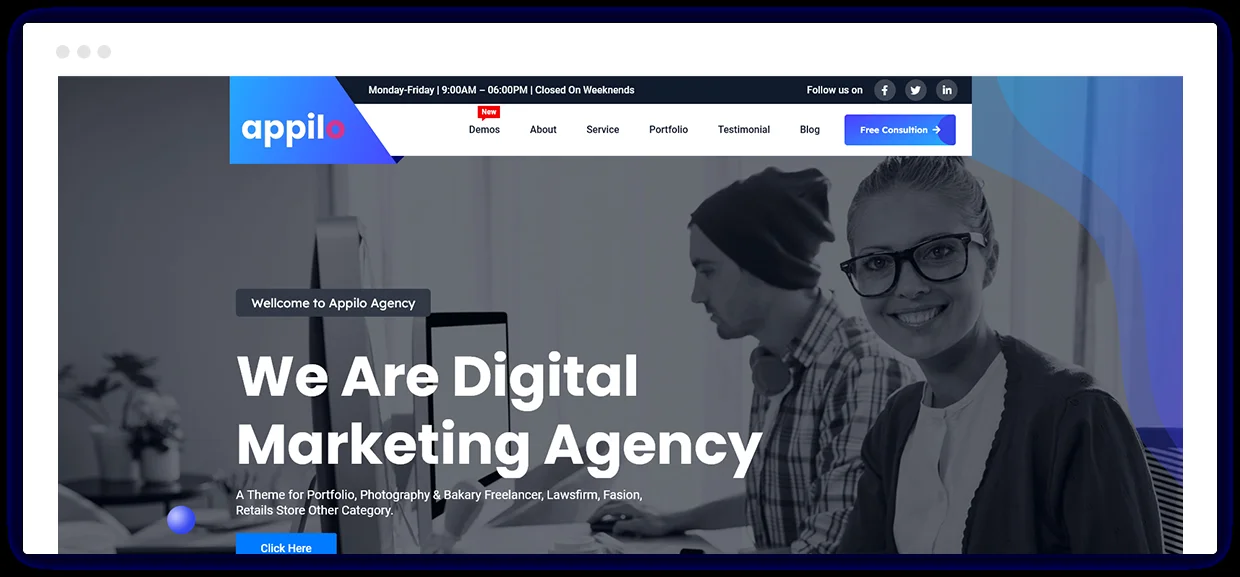 Monday-Friday | 9:00AM – 06:00PM | Closed On Weeknends
Follow us on
appilo
New
Demos About Service Portfolio Testimonial Blog
Free Consultion →
Wellcome to Appilo Agency
We Are Digital
Marketing Agency
A Theme for Portfolio, Photography & Bakary Freelancer, Lawsfirm, Fasion,
Retails Store Other Category.
Click Here